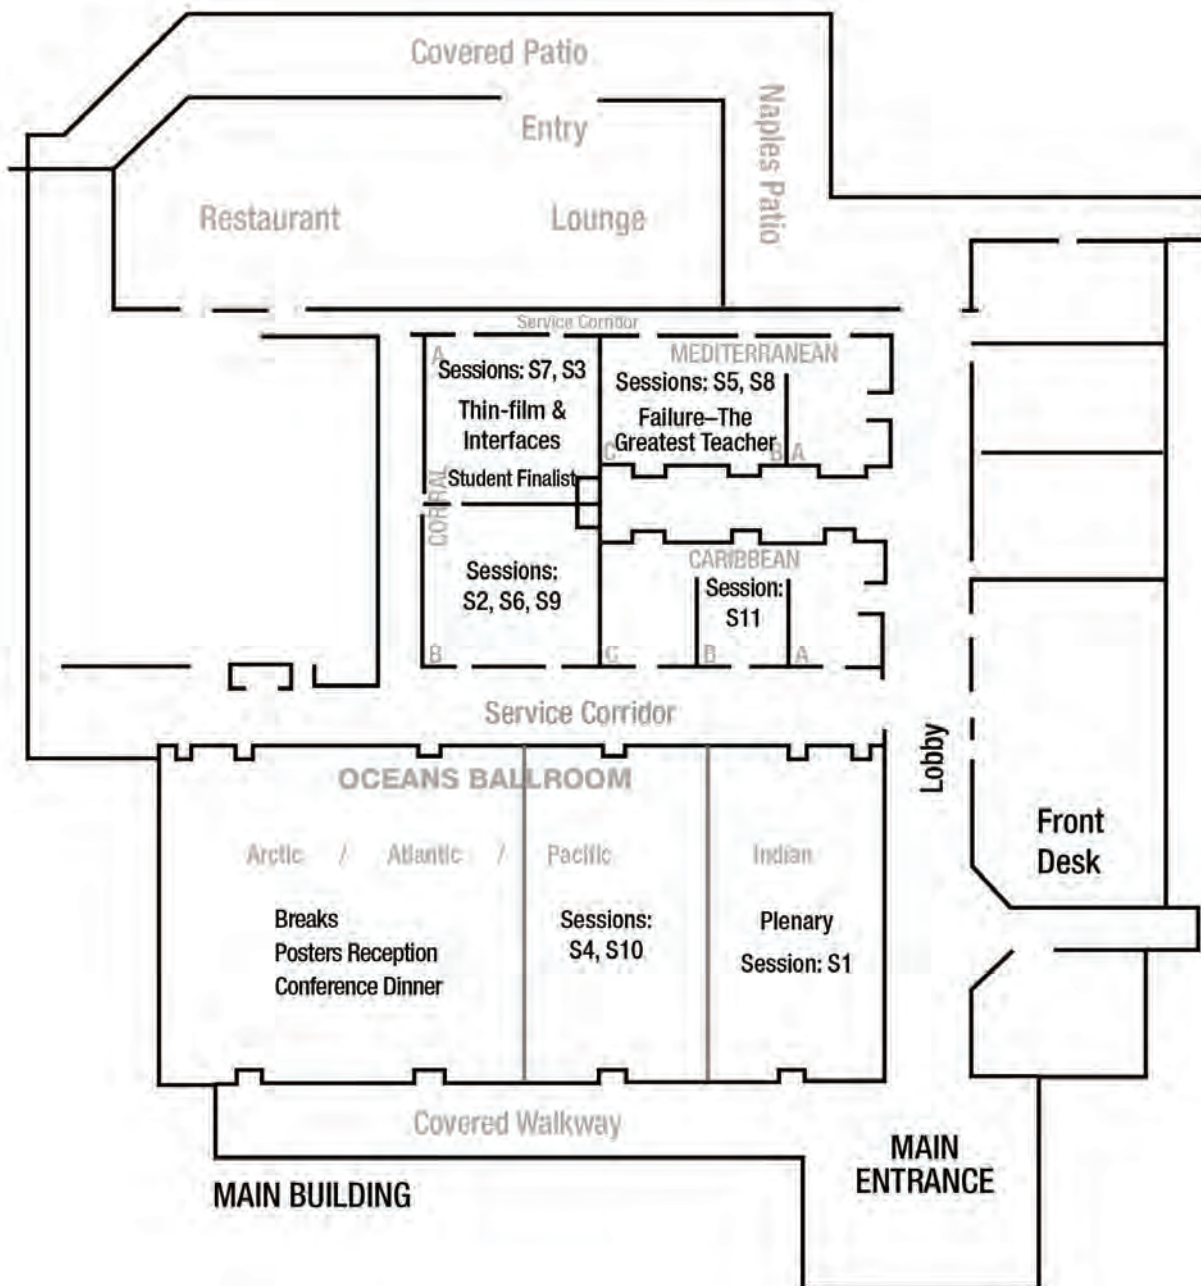 Covered Patio
Naples Patio
Entry
Restaurant
Lounge
Service Corridor
A
MEDITERRANEAN
Sessions: S7, S3
Sessions: S5, S8
Thin-film &
Interfaces
Failure–The
Greatest Teacher
C
B A
Student Finalist
CORRAL
CARIBBEAN
Sessions:
S2, S6, S9
Session:
S11
B
C
B
A
Service Corridor
Lobby
OCEANS BALLROOM
Front
Desk
Arctic / Atlantic / Pacific
Indian
Breaks
Posters Reception
Conference Dinner
Sessions:
S4, S10
Plenary
Session: S1
Covered Walkway
MAIN
ENTRANCE
MAIN BUILDING